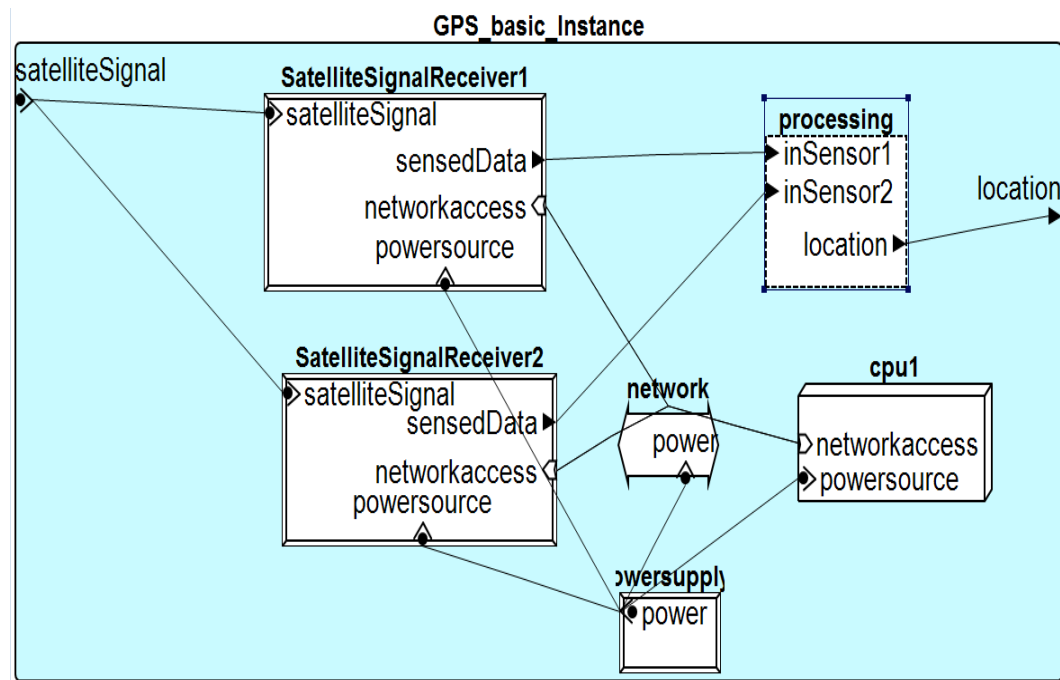 GPS_basic_Instance
satelliteSignal
SatelliteSignalReceiver1
satelliteSignal
sensedData
networkaccess
powersource
processing
inSensor1
inSensor2
location
location
SatelliteSignalReceiver2
satelliteSignal
sensedData
networkaccess
powersource
network
power
cpu1
networkaccess
powersource
owersupply
power